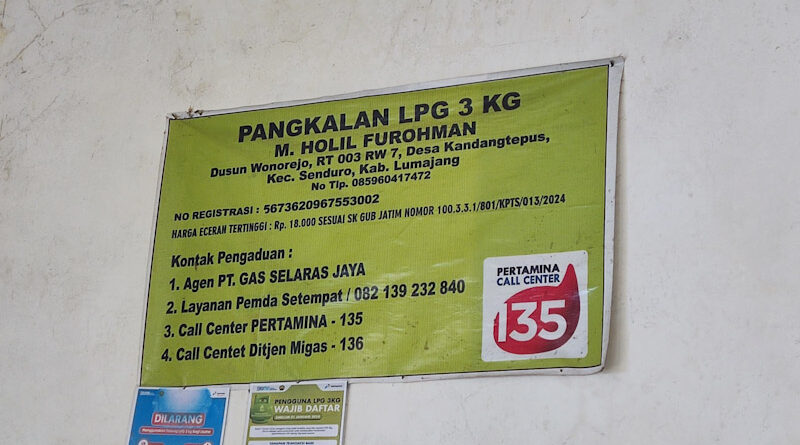 PANGKALAN LPG 3 KG
M. HOLIL FUROHMAN
Dusun Wonorejo, RT 003 RW 7, Desa Kandangtepus,
Kec. Senduro, Kab. Lumajang
No Tlp. 085960417472
NO REGISTRASI : 5673620967553002
HARGA ECERAN TERTINGGI : Rp. 18.000 SESUAI SK GUB JATIM NOMOR 100.3.3.1/801/KPTS/013/2024
Kontak Pengaduan :
1. Agen PT. GAS SELARAS JAYA
2. Layanan Pemda Setempat / 082 139 232 840
3. Call Center PERTAMINA - 135
4. Call Centet Ditjen Migas - 136
PERTAMINA
CALL CENTER
135
DILARANG
PENGGUNA LPG 3KG
WAJIB DAFTAR